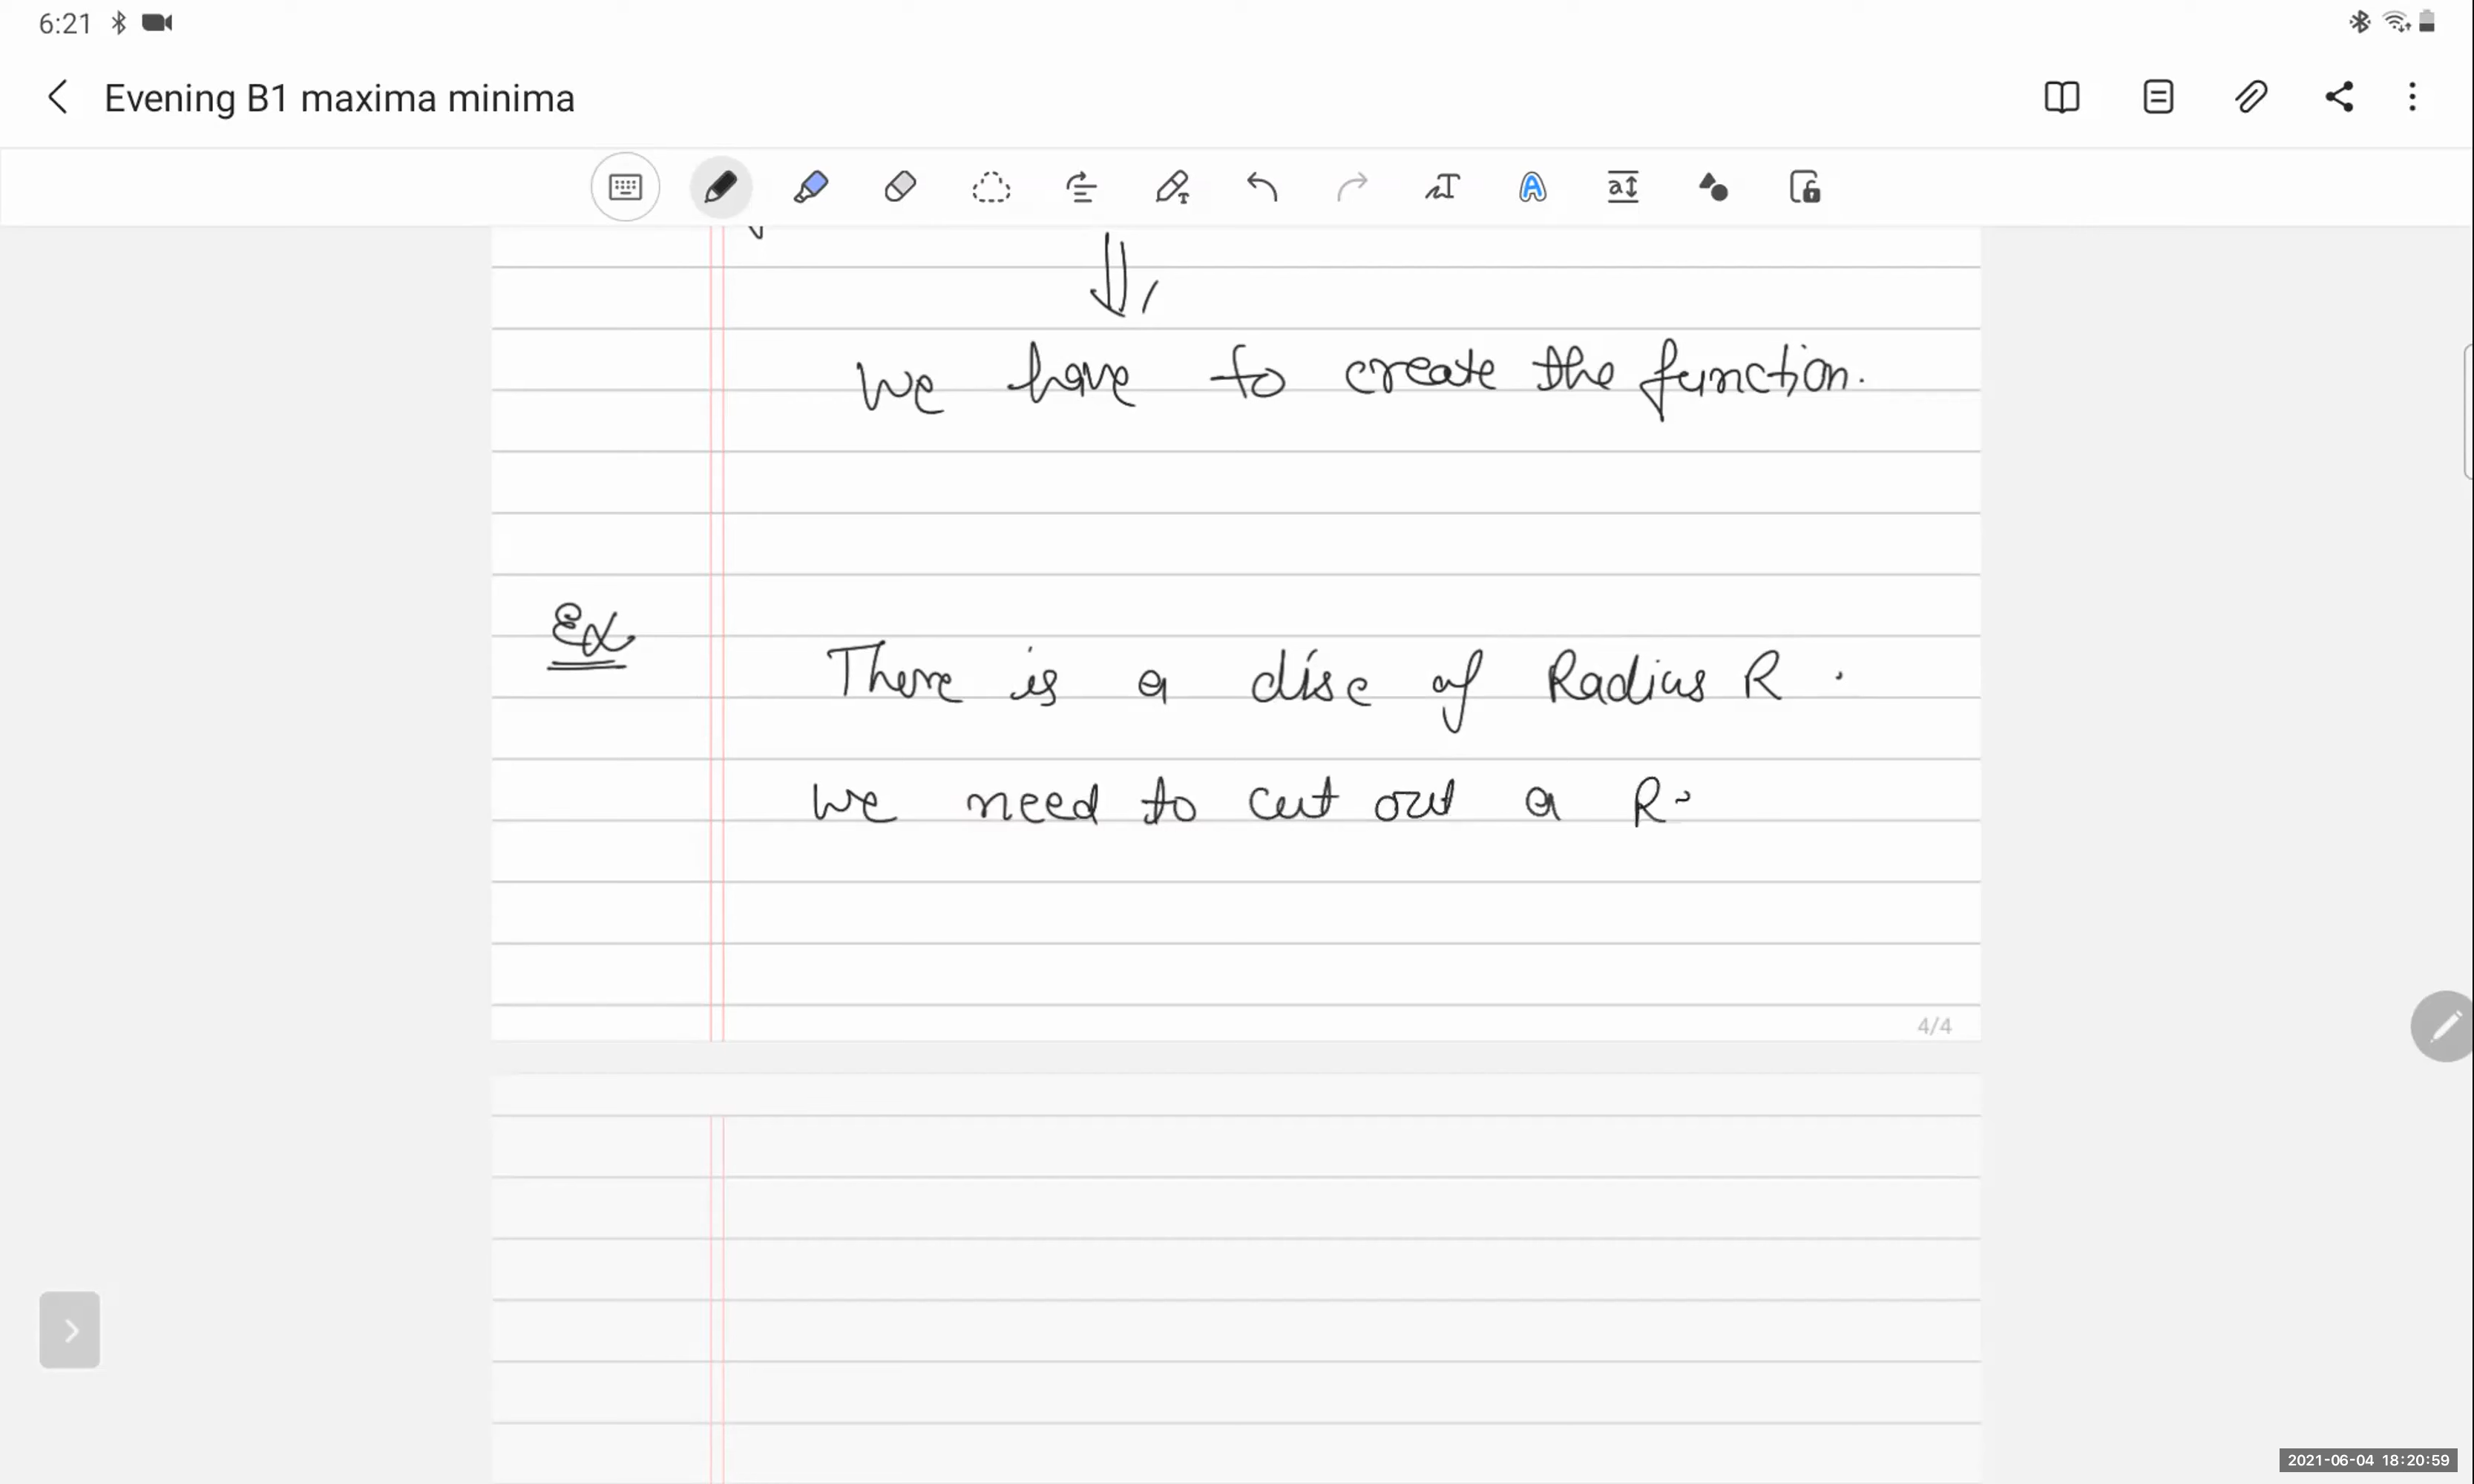 6:21
Evening B1 maxima minima
We have to create the function.
Ex
There is a disc of Radius R.
We need to cut out a R
4/4
2021-06-04 18:20:59